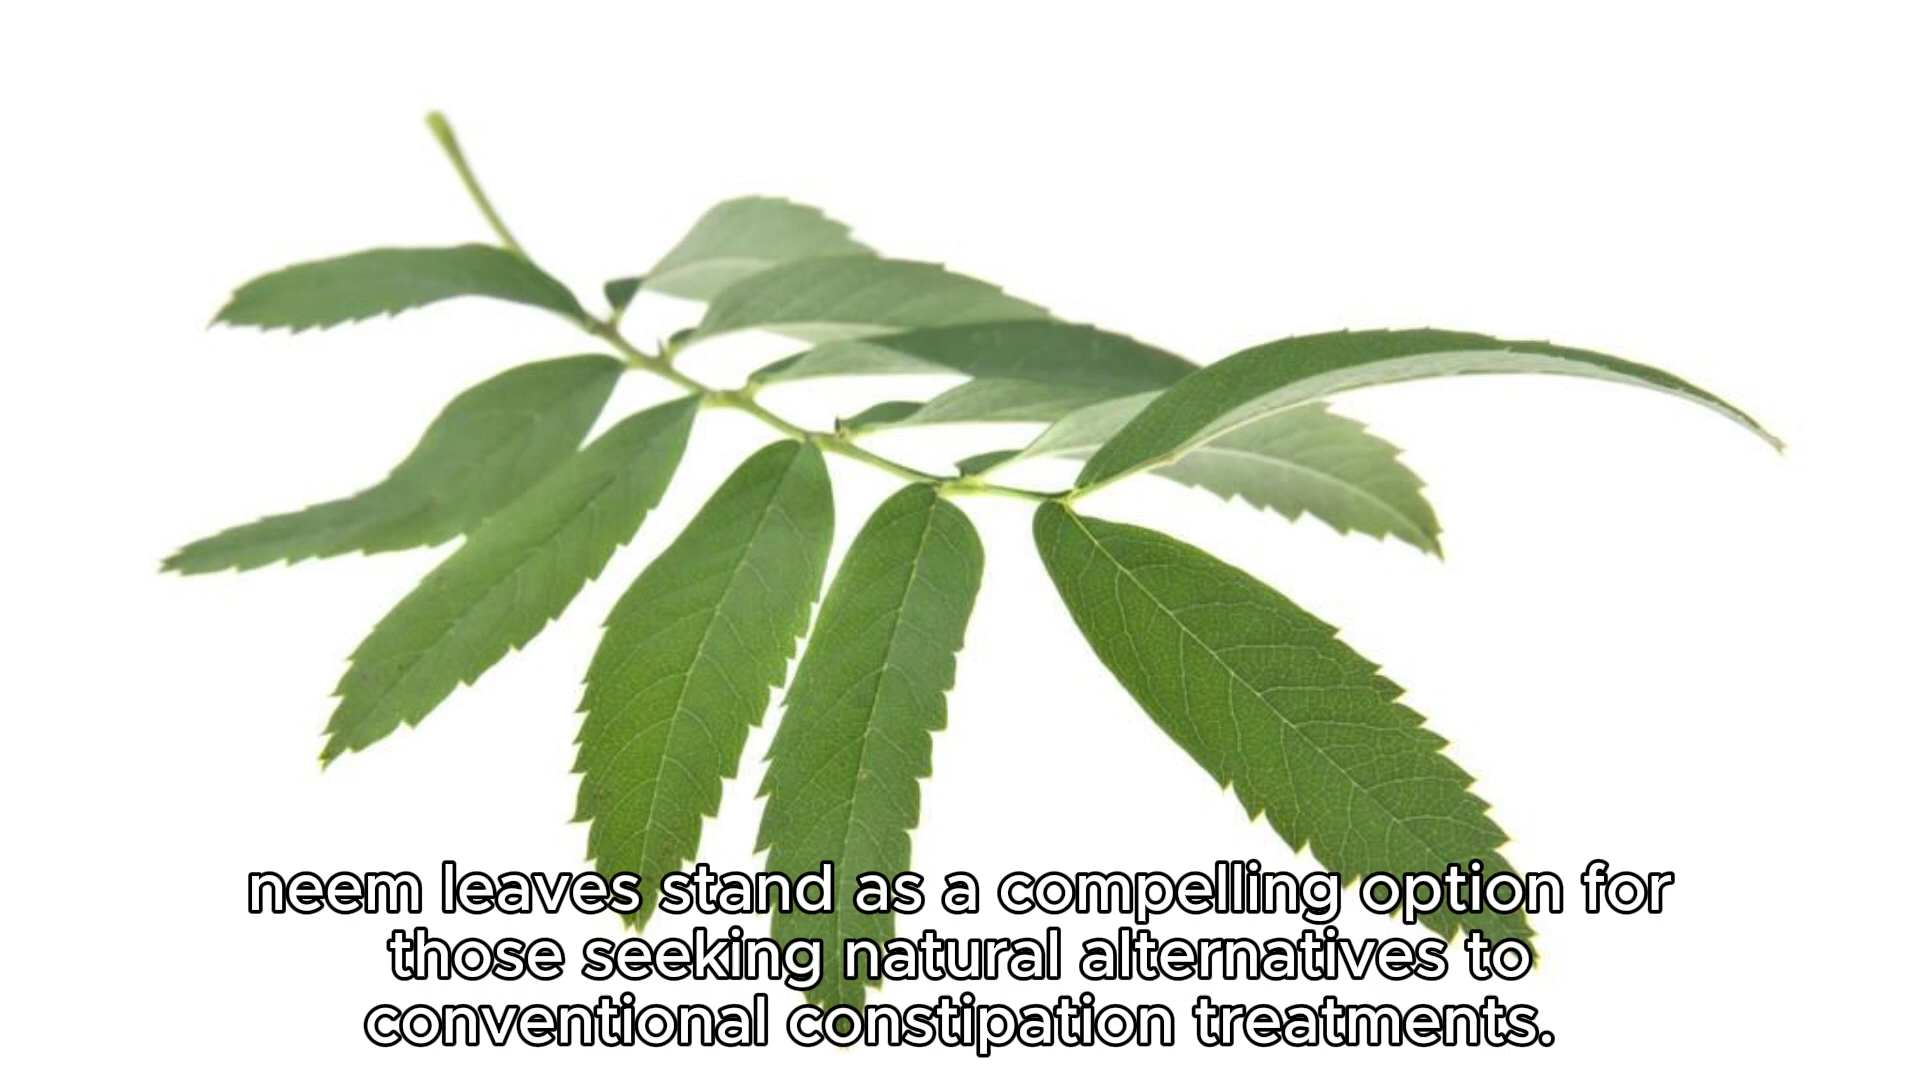 neem leaves stand as a compelling option for
those seeking natural alternatives to
conventional constipation treatments.